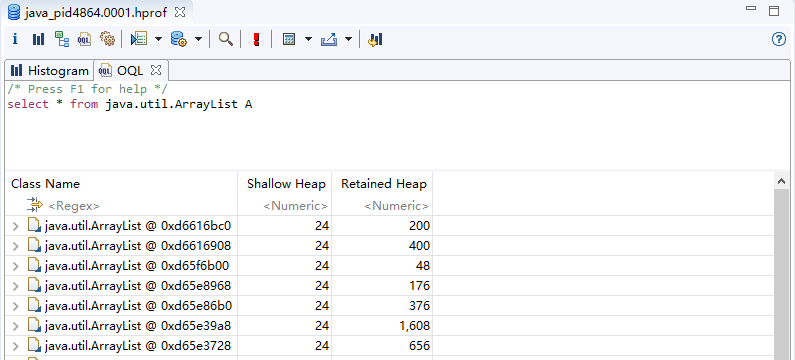 java_pid4864.0001.hprof
i OQL
Histogram OQL
/* Press F1 for help */
select * from java.util.ArrayList A
Class Name Shallow Heap Retained Heap
<Regex> <Numeric> <Numeric>
java.util.ArrayList @ 0xd6616bc0 24 200
java.util.ArrayList @ 0xd6616908 24 400
java.util.ArrayList @ 0xd65f6b00 24 48
java.util.ArrayList @ 0xd65e8968 24 176
java.util.ArrayList @ 0xd65e86b0 24 376
java.util.ArrayList @ 0xd65e39a8 24 1,608
java.util.ArrayList @ 0xd65e3728 24 656